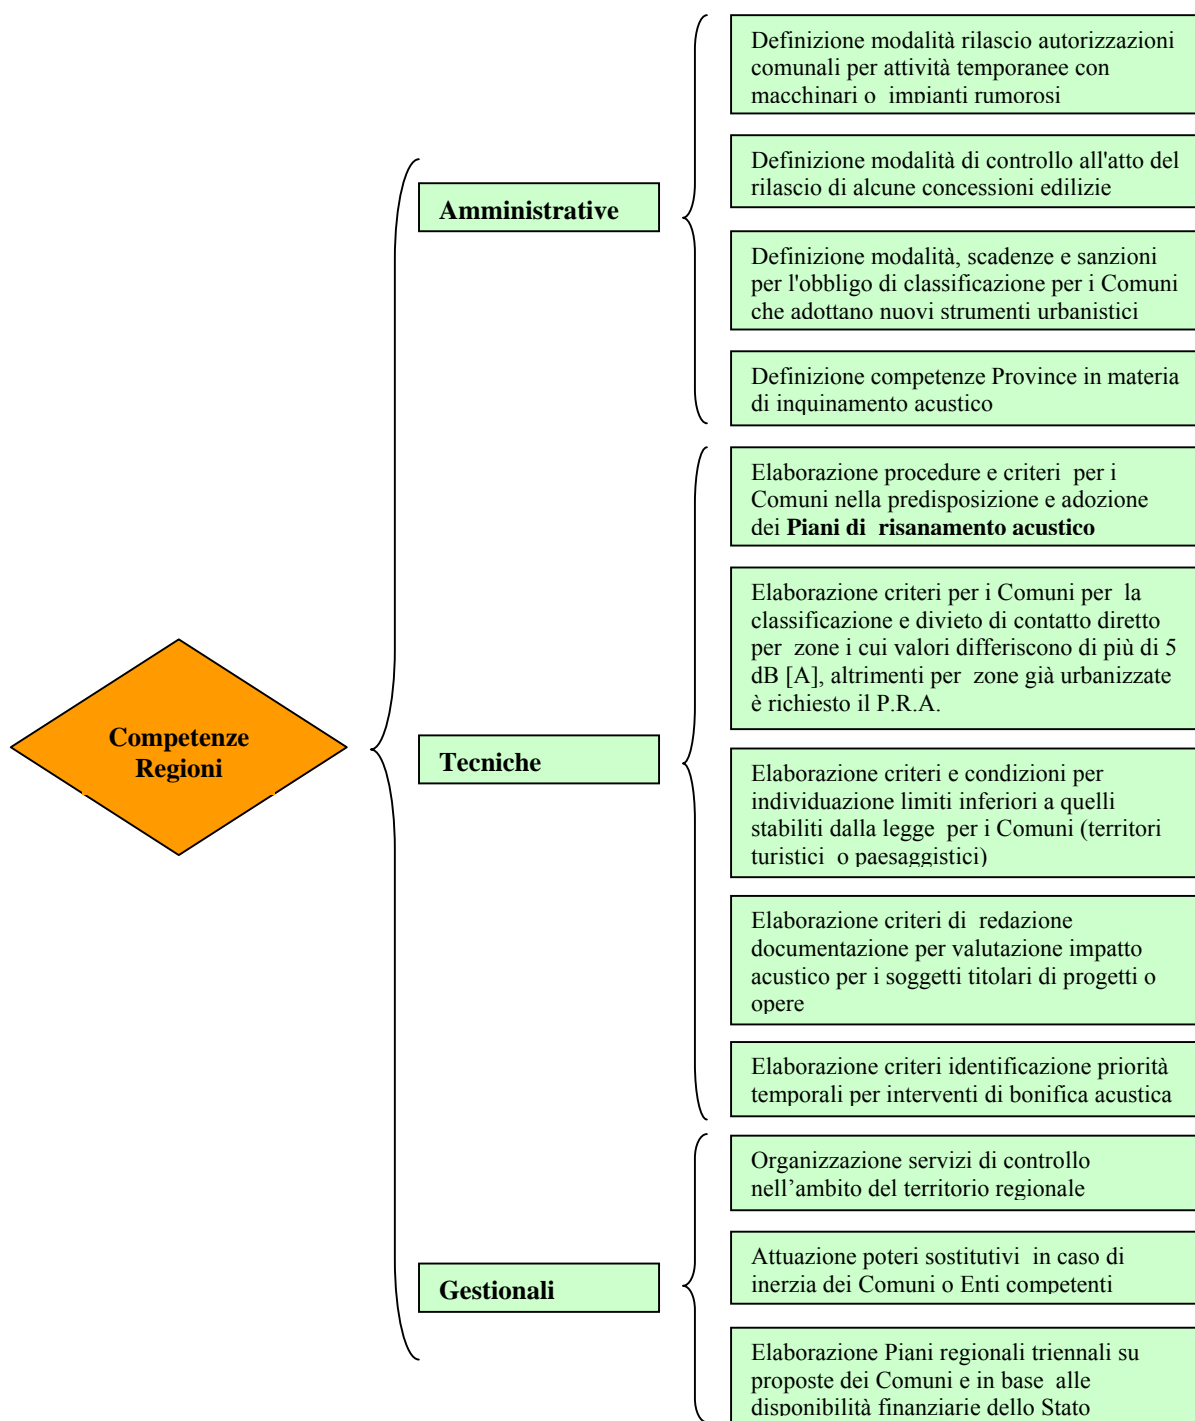 Competenze
Regioni
Amministrative
Definizione modalità rilascio autorizzazioni
comunali per attività temporanee con
macchinari o impianti rumorosi
Definizione modalità di controllo all'atto del
rilascio di alcune concessioni edilizie
Definizione modalità, scadenze e sanzioni
per l'obbligo di classificazione per i Comuni
che adottano nuovi strumenti urbanistici
Definizione competenze Province in materia
di inquinamento acustico
Tecniche
Elaborazione procedure e criteri per i
Comuni nella predisposizione e adozione
dei Piani di risanamento acustico
Elaborazione criteri per i Comuni per la
classificazione e divieto di contatto diretto
per zone i cui valori differiscono di più di 5
dB [A], altrimenti per zone già urbanizzate
è richiesto il P.R.A.
Elaborazione criteri e condizioni per
individuazione limiti inferiori a quelli
stabiliti dalla legge per i Comuni (territori
turistici o paesaggistici)
Elaborazione criteri di redazione
documentazione per valutazione impatto
acustico per i soggetti titolari di progetti o
opere
Elaborazione criteri identificazione priorità
temporali per interventi di bonifica acustica
Gestionali
Organizzazione servizi di controllo
nell’ambito del territorio regionale
Attuazione poteri sostitutivi in caso di
inerzia dei Comuni o Enti competenti
Elaborazione Piani regionali triennali su
proposte dei Comuni e in base alle
disponibilità finanziarie dello Stato